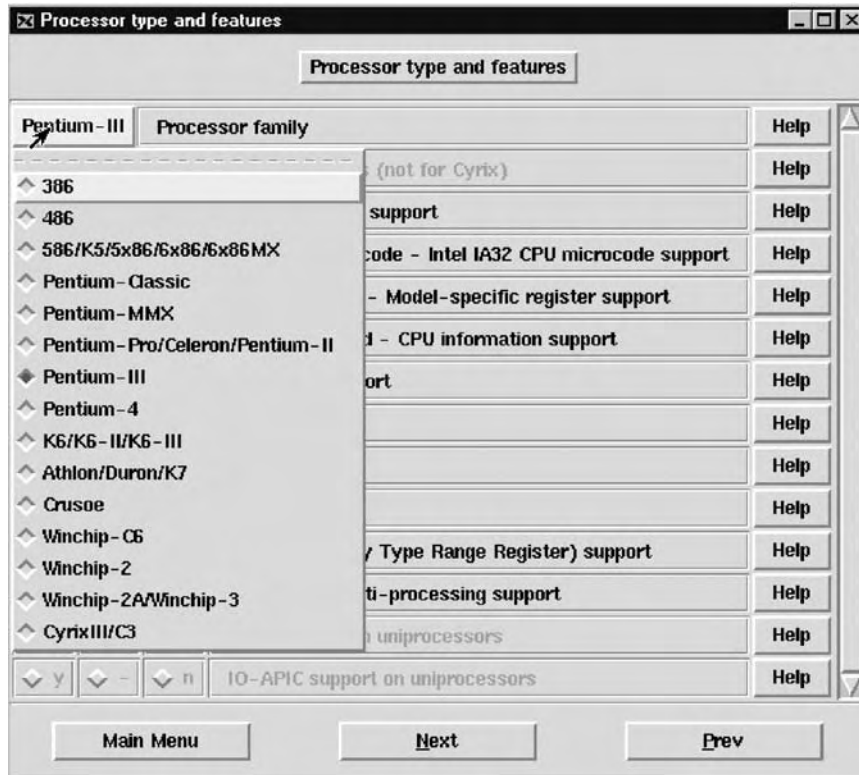 Processor type and features
Processor type and features
Pentium-III Processor family Help
(not for Cyrix) Help
386
support Help
486
586/K5/5x86/6x86/6x86MX
code - Intel IA32 CPU microcode support Help
Pentium-Classic
- Model-specific register support Help
Pentium-MMX
- CPU information support Help
Pentium-Pro/Celeron/Pentium-II
Pentium-III
ort Help
Pentium-4
Help
K6/K6-II/K6-III
Help
Athlon/Duron/K7
Help
Crusoe
Winchip-C6
y Type Range Register) support Help
Winchip-2
ti-processing support Help
Winchip-2A/Winchip-3
CyrixIII/C3
uniprocessors Help
y - n IO-APIC support on uniprocessors Help
Main Menu Next Prev